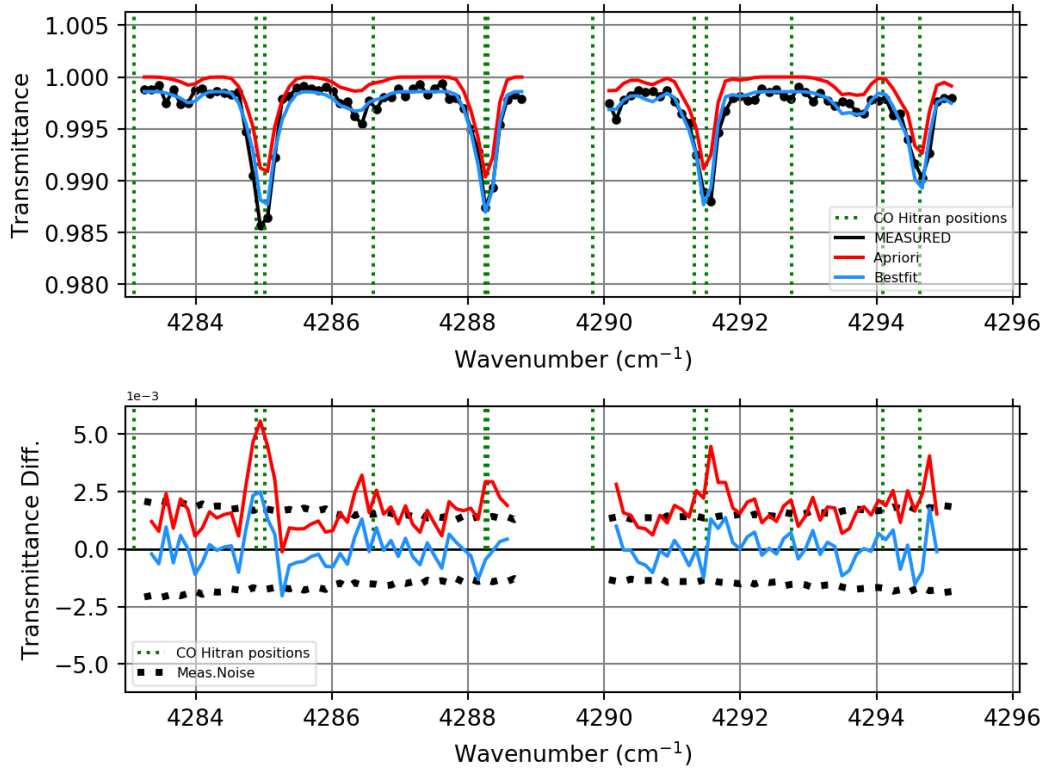 1.005
1.000
0.995
0.990
0.985
0.980
Transmittance
CO Hitran positions
MEASURED
Apriori
Bestfit
4284
4286
4288
4290
4292
4294
4296
Wavenumber (cm⁻¹)
1e−3
5.0
2.5
0.0
−2.5
−5.0
Transmittance Diff.
CO Hitran positions
Meas.Noise
4284
4286
4288
4290
4292
4294
4296
Wavenumber (cm⁻¹)